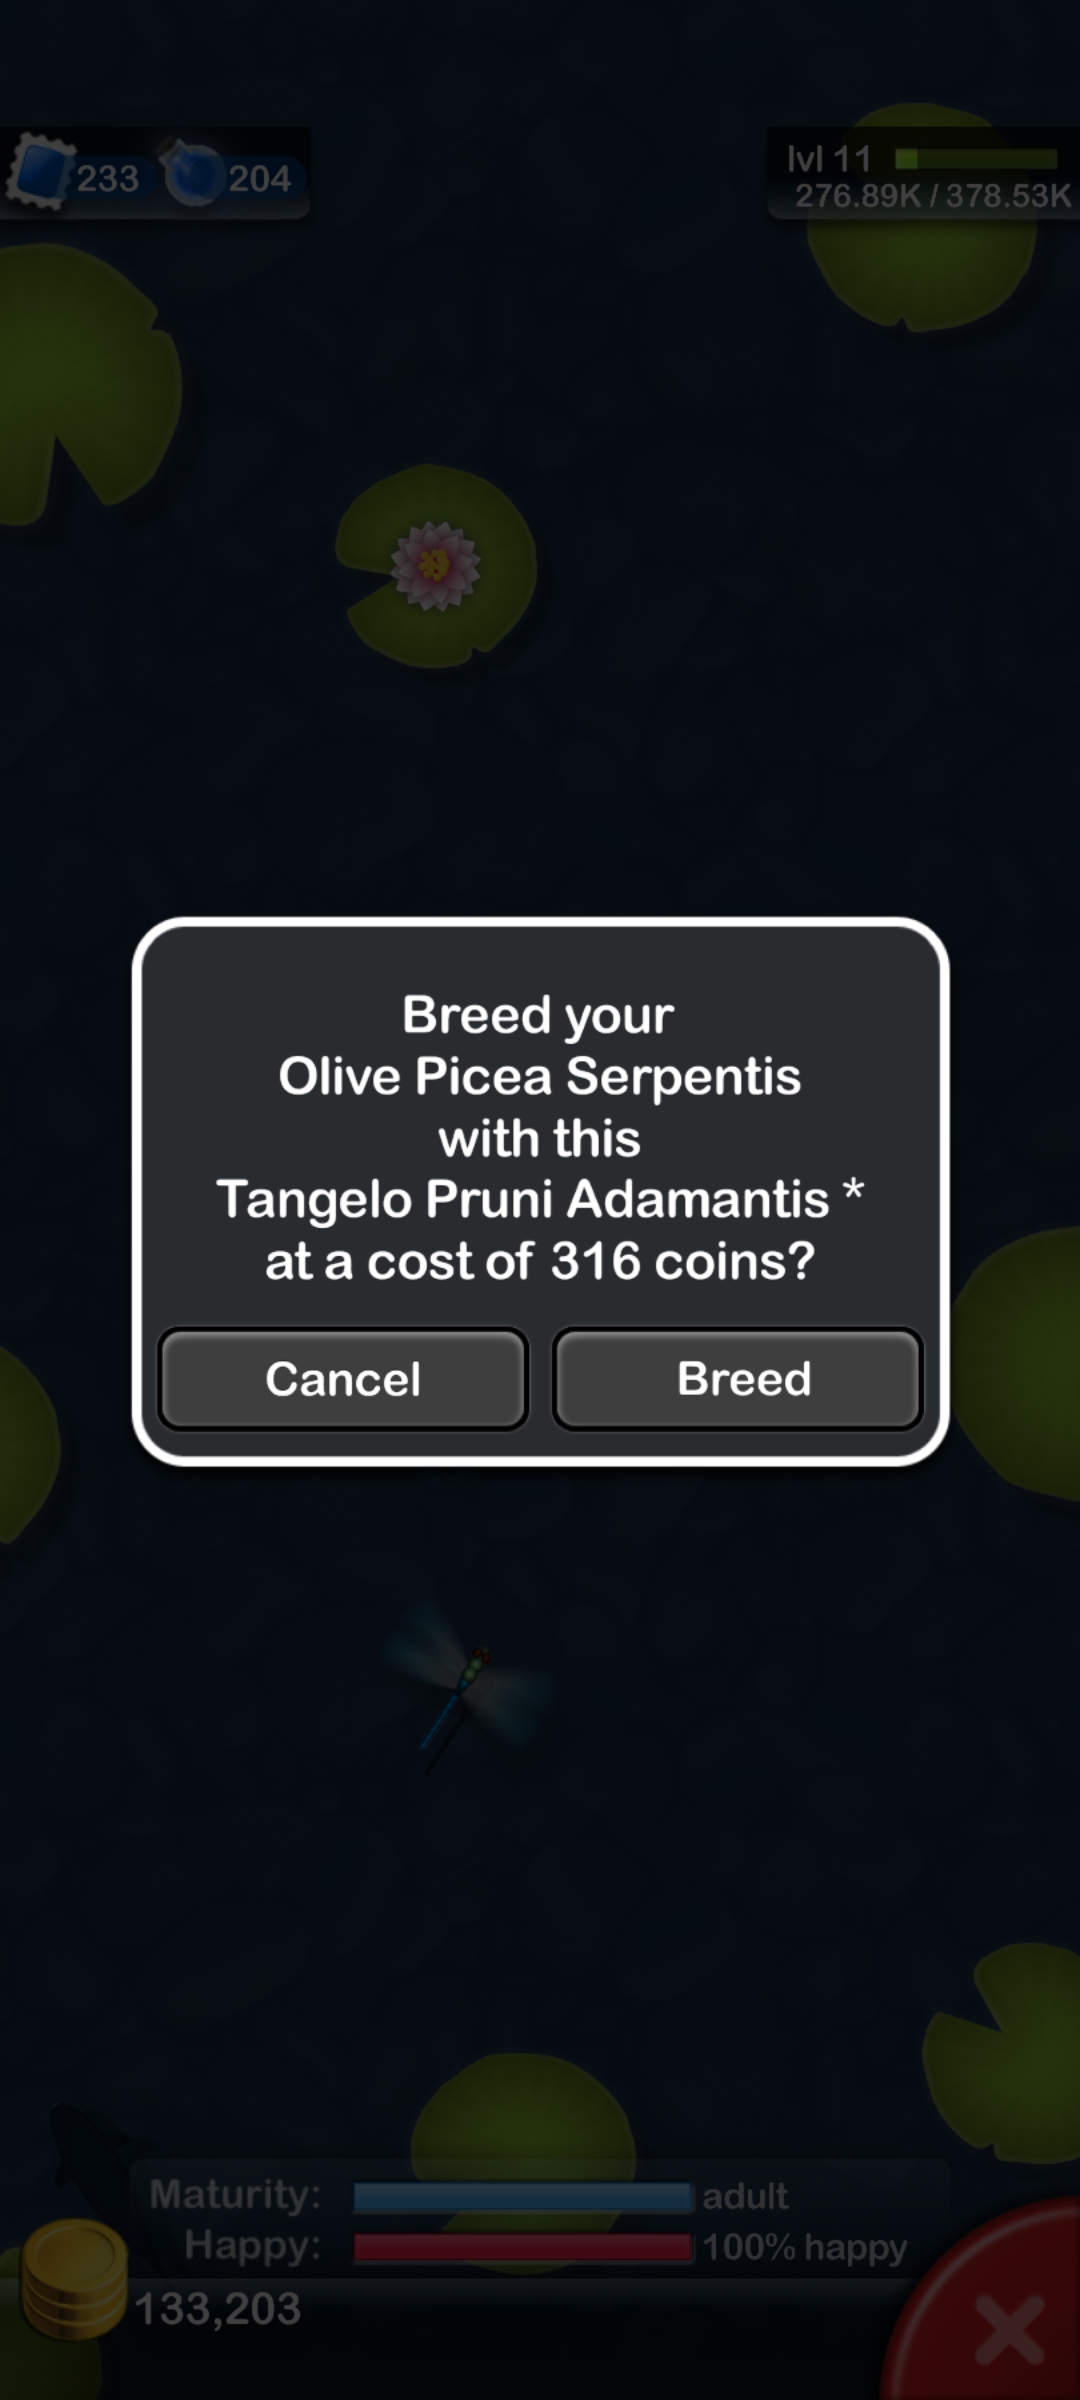 233 204
lvl 11
276.89K / 378.53K
Breed your
Olive Picea Serpentis
with this
Tangelo Pruni Adamantis *
at a cost of 316 coins?
Cancel Breed
Maturity: adult
Happy: 100% happy
133,203